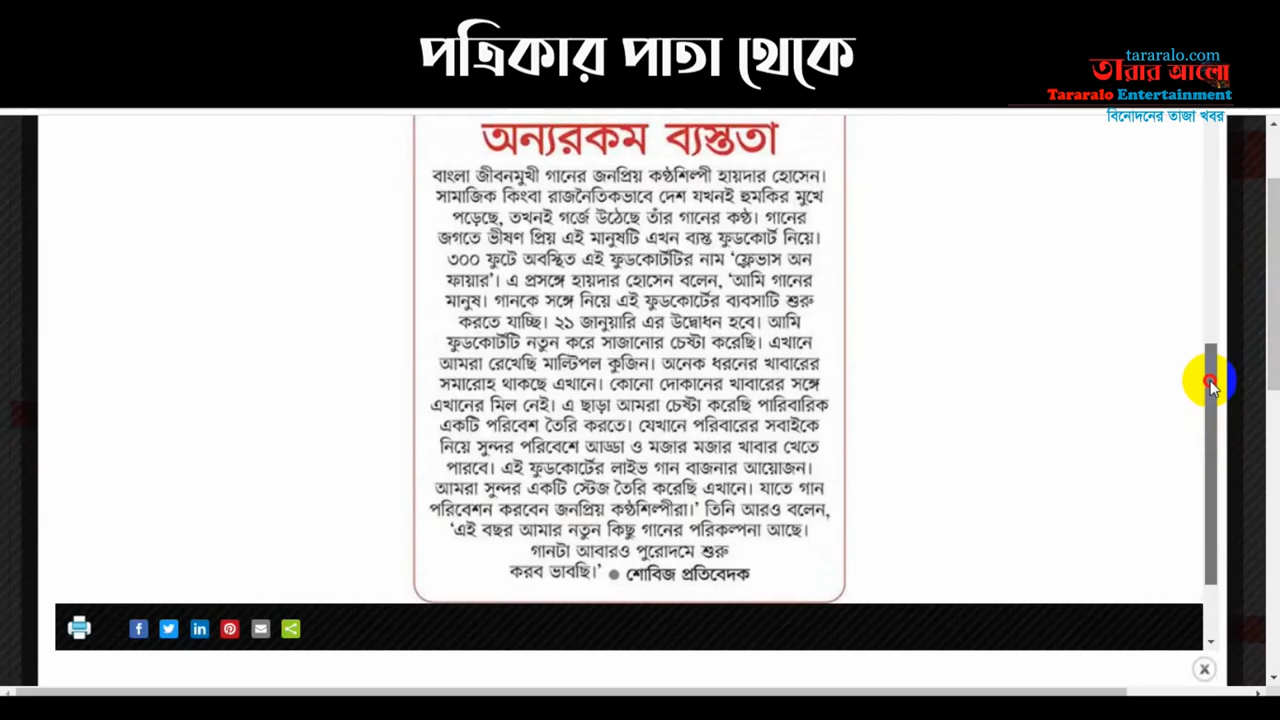 পত্রিকার পাতা থেকে
tararalo.com
তারার আলো
Tararalo Entertainment
বিনোদনের তাজা খবর
অন্যরকম ব্যস্ততা
বাংলা জীবনমুখী গানের জনপ্রিয় কণ্ঠশিল্পী হায়দার হোসেন।
সামাজিক কিংবা রাজনৈতিকভাবে দেশ যখনই হুমকির মুখে
পড়েছে, তখনই গর্জে উঠেছে তাঁর গানের কণ্ঠ। গানের
জগতে ভীষণ প্রিয় এই মানুষটি এখন ব্যস্ত ফুডকোর্ট নিয়ে।
৩০০ ফুটে অবস্থিত এই ফুডকোর্টটির নাম ‘ফ্লেভাস অন
ফায়ার’। এ প্রসঙ্গে হায়দার হোসেন বলেন, ‘আমি গানের
মানুষ। গানকে সঙ্গে নিয়ে এই ফুডকোর্টের ব্যবসাটি শুরু
করতে যাচ্ছি। ২১ জানুয়ারি এর উদ্বোধন হবে। আমি
ফুডকোর্টটি নতুন করে সাজানোর চেষ্টা করেছি। এখানে
আমরা রেখেছি মাল্টিপল কুজিন। অনেক ধরনের খাবারের
সমারোহ থাকছে এখানে। কোনো দোকানের খাবারের সঙ্গে
এখানের মিল নেই। এ ছাড়া আমরা চেষ্টা করেছি পারিবারিক
একটি পরিবেশ তৈরি করতে। যেখানে পরিবারের সবাইকে
নিয়ে সুন্দর পরিবেশে আড্ডা ও মজার মজার খাবার খেতে
পারবে। এই ফুডকোর্টের লাইভ গান বাজনার আয়োজন।
আমরা সুন্দর একটি স্টেজ তৈরি করেছি এখানে। যাতে গান
পরিবেশন করবেন জনপ্রিয় কণ্ঠশিল্পীরা।’ তিনি আরও বলেন,
‘এই বছর আমার নতুন কিছু গানের পরিকল্পনা আছে।
গানটা আবারও পুরোদমে শুরু
করব ভাবছি।’ ● শোবিজ প্রতিবেদক